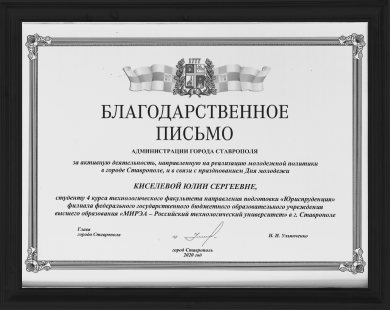 1777
БЛАГОДАРСТВЕННОЕ
ПИСЬМО
АДМИНИСТРАЦИИ ГОРОДА СТАВРОПОЛЯ
за активную деятельность, направленную на реализацию молодежной политики
в городе Ставрополе, и в связи с празднованием Дня молодежи
КИСЕЛЕВОЙ ЮЛИИ СЕРГЕЕВНЕ,
студенту 4 курса технологического факультета направления подготовки «Юриспруденция»
филиала федерального государственного бюджетного образовательного учреждения
высшего образования «МИРЭА – Российский технологический университет» в г. Ставрополе
Глава
города Ставрополя
И. И. Ульянченко
город Ставрополь
2020 год